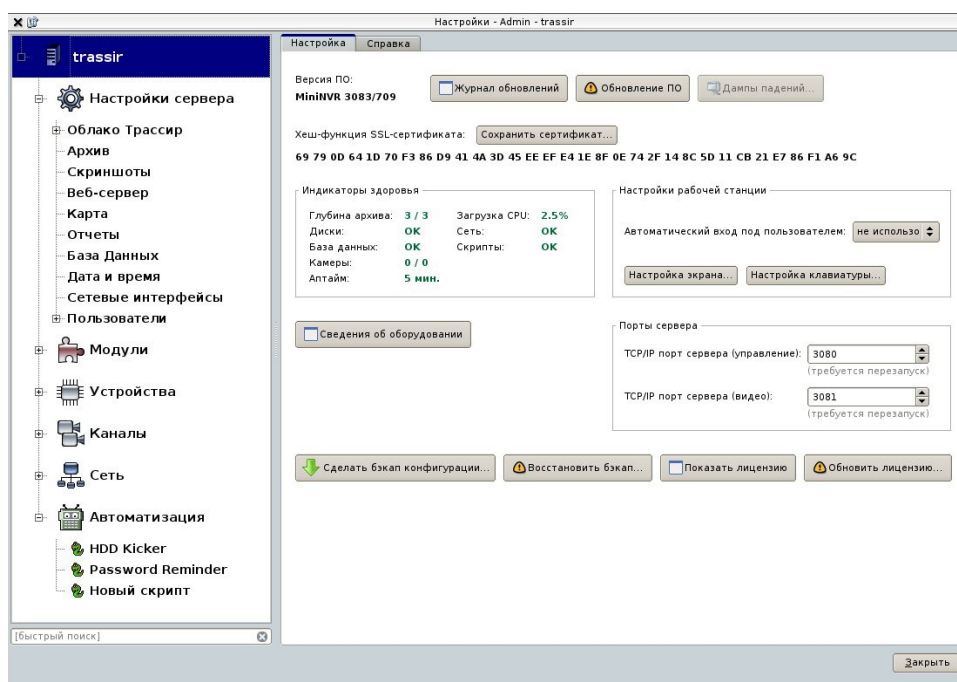 Настройки - Admin - trassir
trassir
Настройки сервера
Облако Трассир
Архив
Скриншоты
Веб-сервер
Карта
Отчеты
База Данных
Дата и время
Сетевые интерфейсы
Пользователи
Модули
Устройства
Каналы
Сеть
Автоматизация
HDD Kicker
Password Reminder
Новый скрипт
[быстрый поиск]
Настройка Справка
Версия ПО:
MiniNVR 3083/709
Журнал обновлений Обновление ПО Дампы падений...
Хеш-функция SSL-сертификата: Сохранить сертификат...
69 79 0D 64 1D 70 F3 86 D9 41 4A 3D 45 EE EF E4 1E 8F 0E 74 2F 14 8C 5D 11 CB 21 E7 86 F1 A6 9C
Индикаторы здоровья
Глубина архива: 3 / 3 Загрузка CPU: 2.5%
Диски: OK Сеть: OK
База данных: OK Скрипты: OK
Камеры: 0 / 0
Аптайм: 5 мин.
Настройки рабочей станции
Автоматический вход под пользователем: не использо
Настройка экрана... Настройка клавиатуры...
Сведения об оборудовании
Порты сервера
TCP/IP порт сервера (управление): 3080
(требуется перезапуск)
TCP/IP порт сервера (видео): 3081
(требуется перезапуск)
Сделать бэкап конфигурации... Восстановить бэкап... Показать лицензию Обновить лицензию...
Закрыть